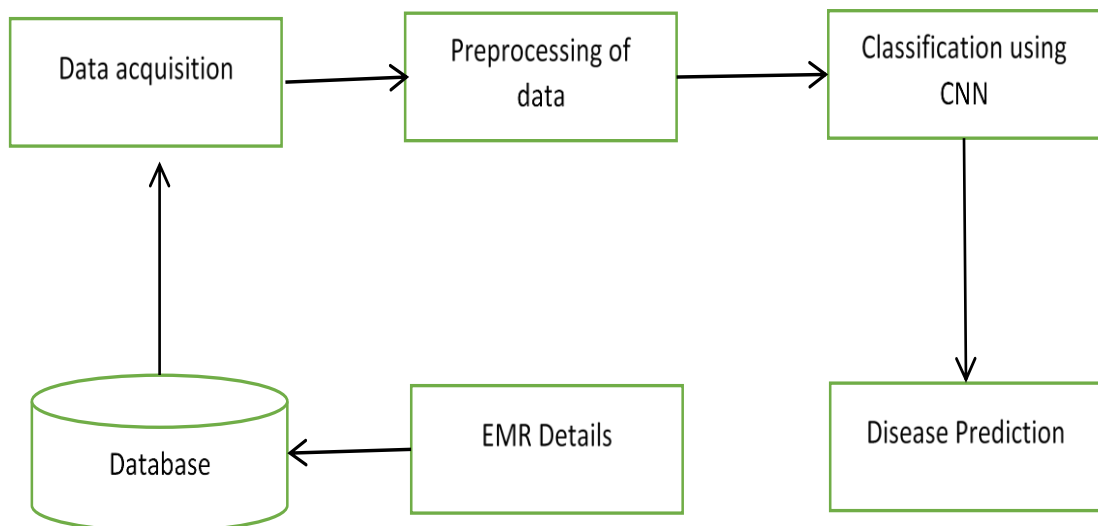 Data acquisition
Preprocessing of
data
Classification using
CNN
Database
EMR Details
Disease Prediction